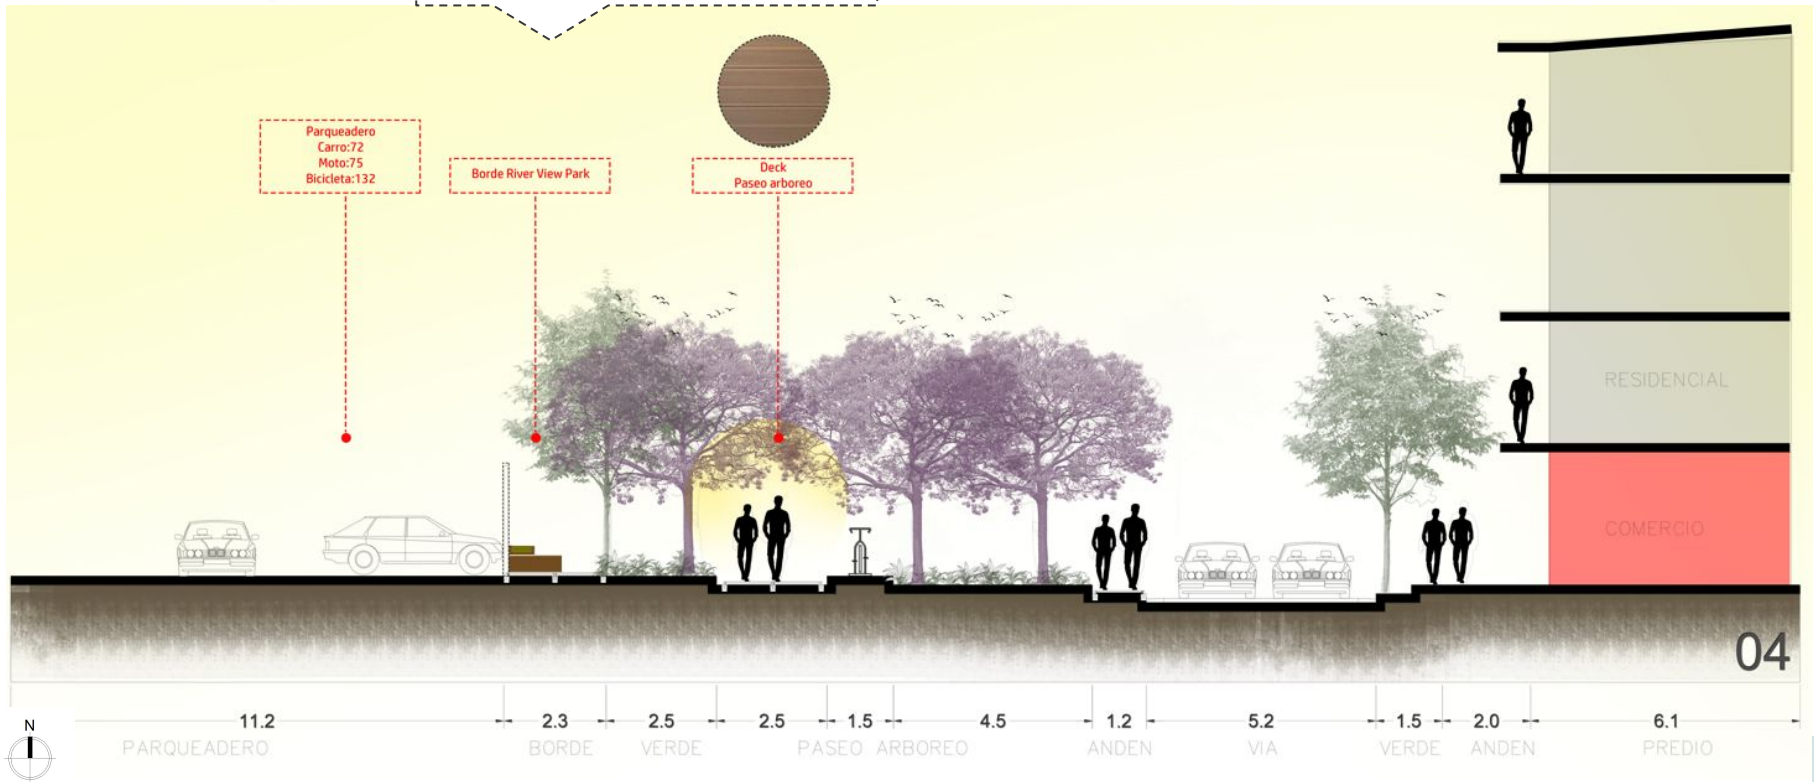 Parqueadero
Carro:72
Moto:75
Bicicleta:132
Borde River View Park
Deck
Paseo arboreo
RESIDENCIAL
COMERCIO
04
11.2 2.3 2.5 2.5 1.5 4.5 1.2 5.2 1.5 2.0 6.1
PARQUEADERO BORDE VERDE PASEO ARBOREO ANDEN VIA VERDE ANDEN PREDIO
N